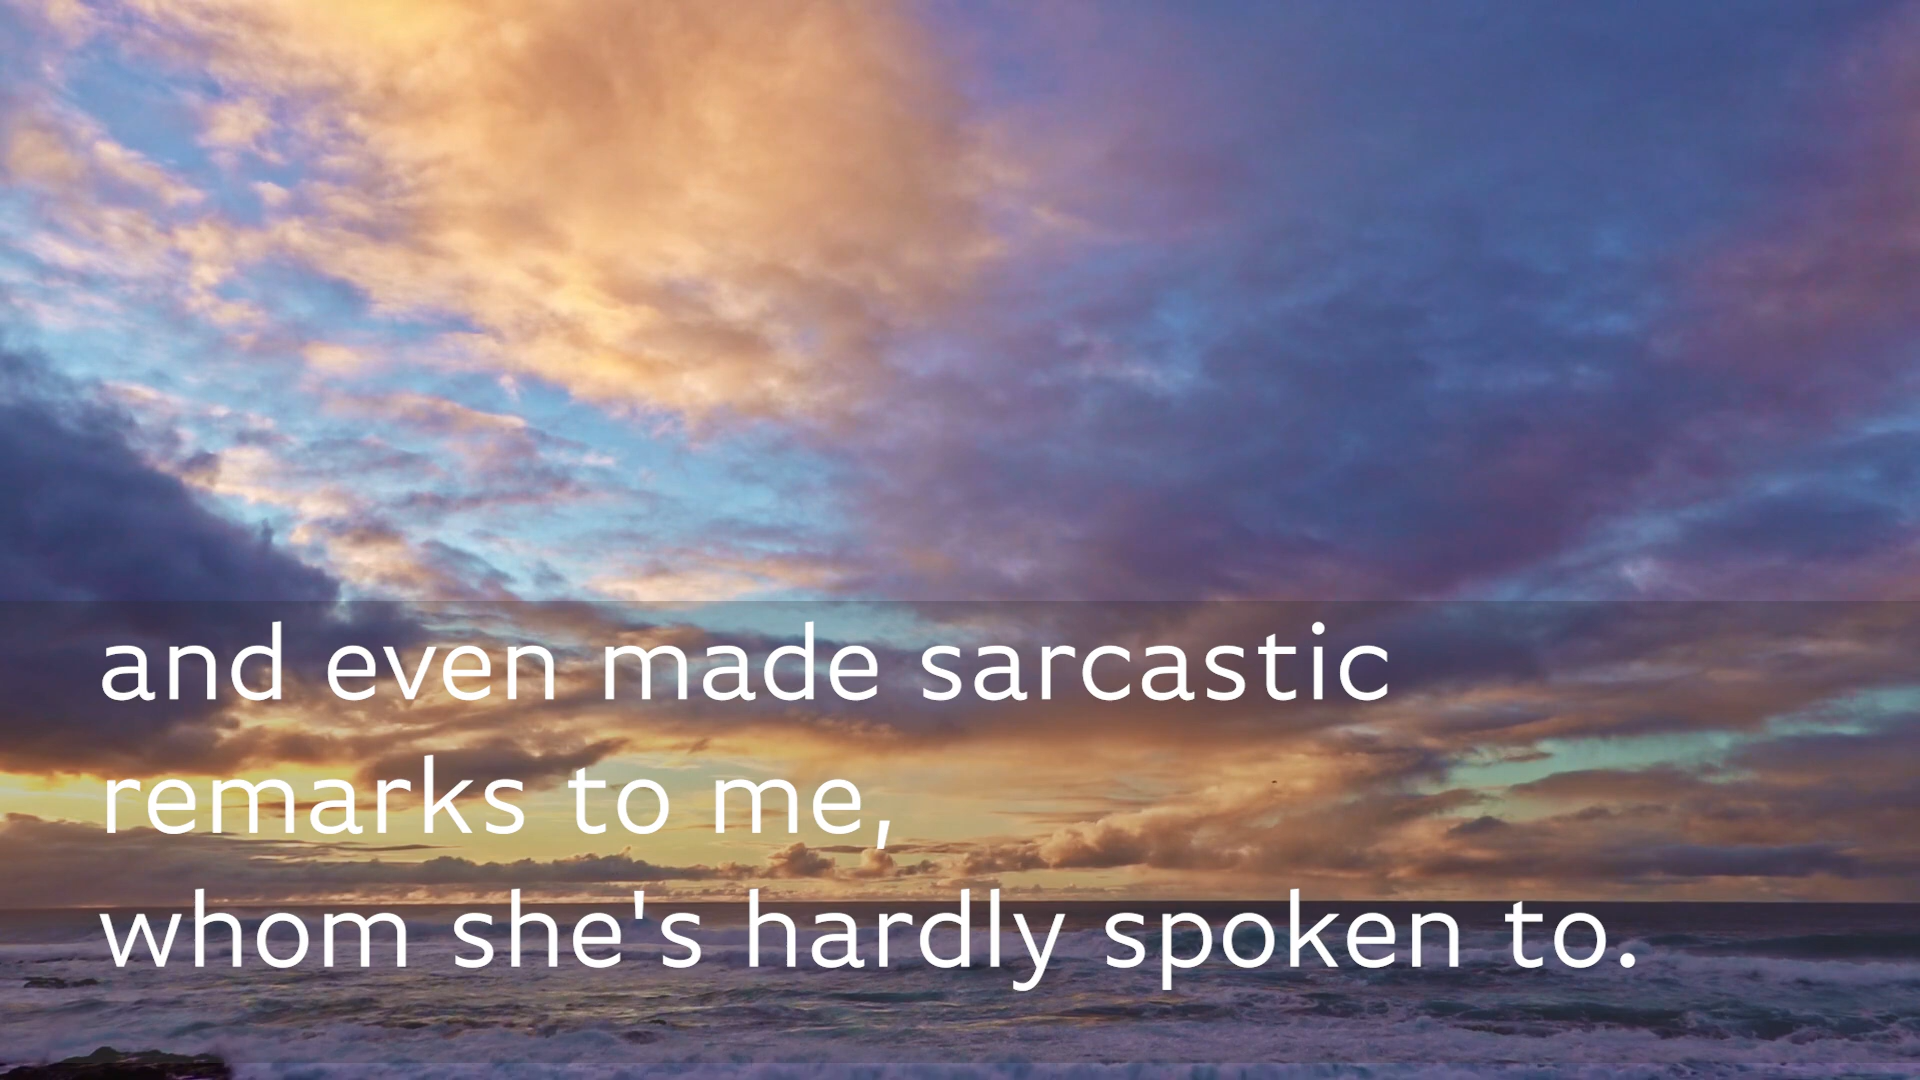 and even made sarcastic
remarks to me,
whom she's hardly spoken to.